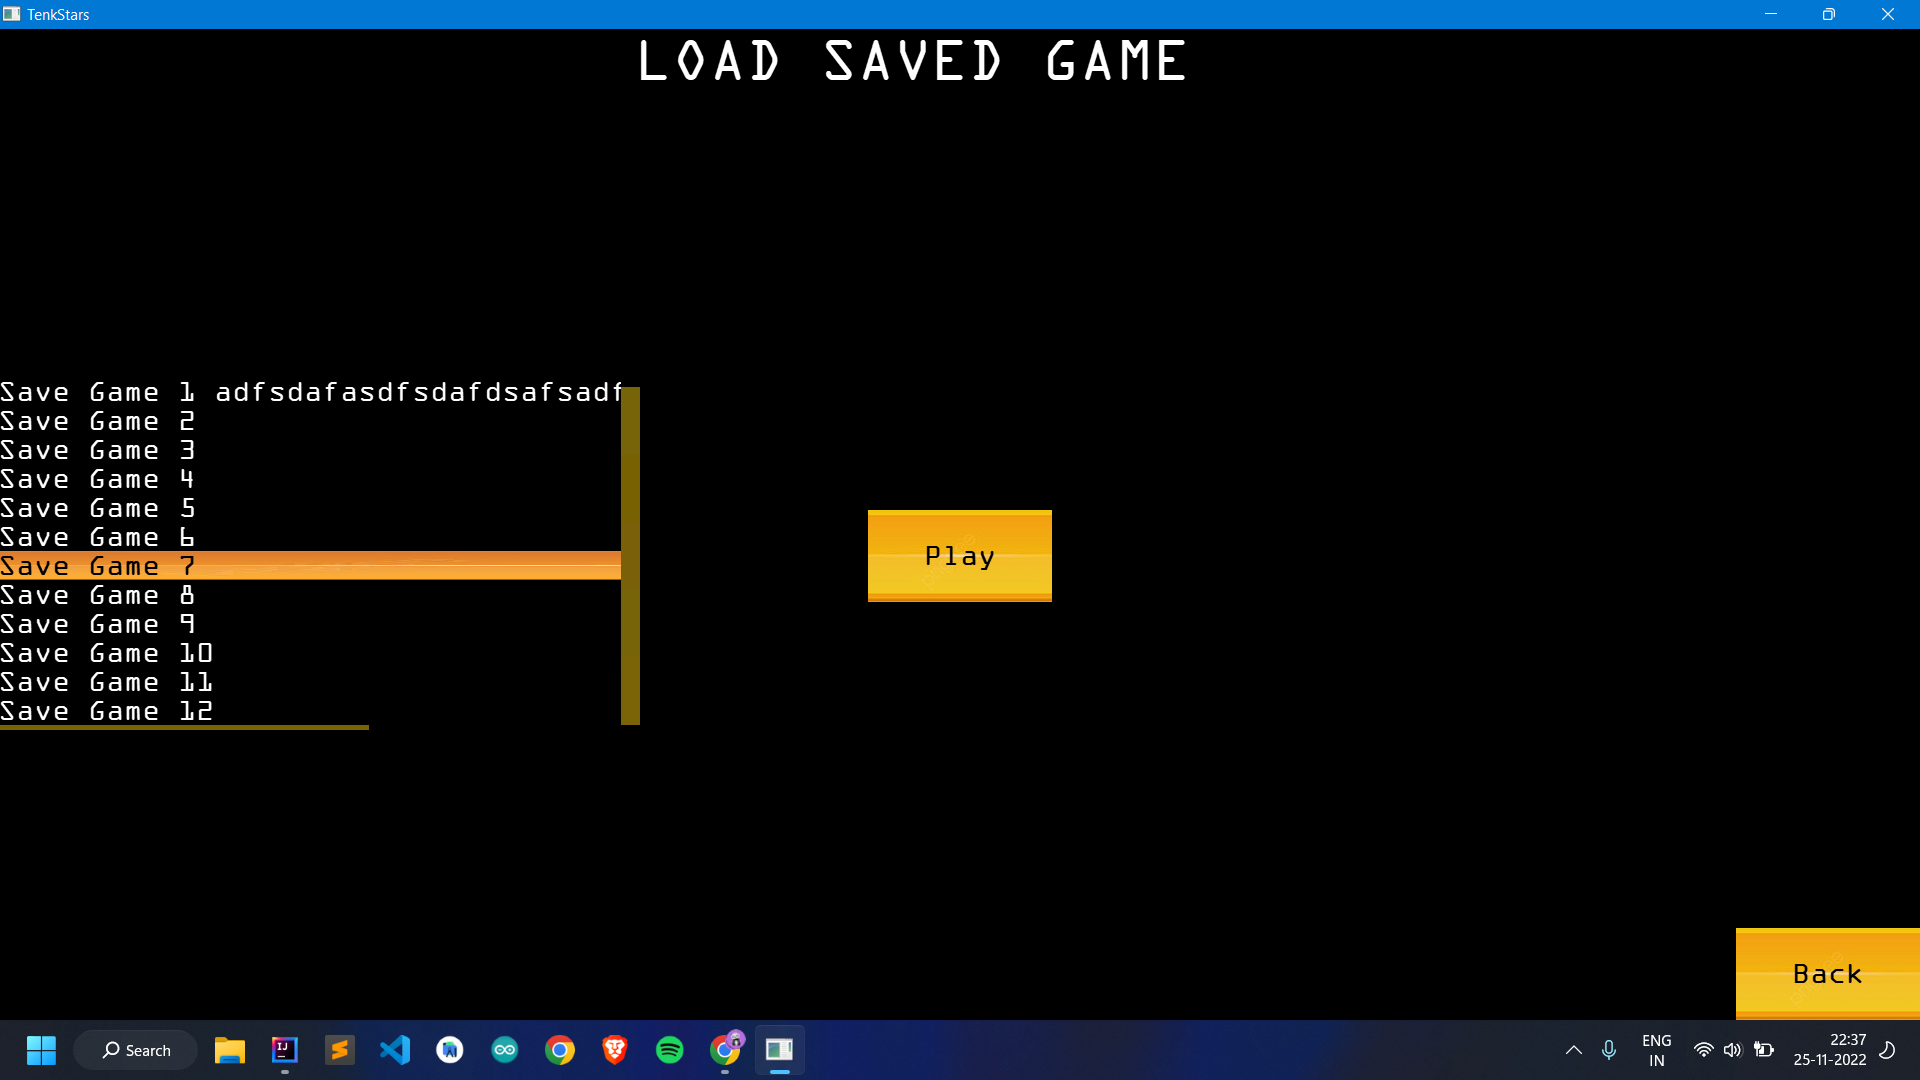 TenkStars
LOAD SAVED GAME
Save Game 1 adfsdafasdfsdafdsafsadf
Save Game 2
Save Game 3
Save Game 4
Save Game 5
Save Game 6
Save Game 7
Save Game 8
Save Game 9
Save Game 10
Save Game 11
Save Game 12
Play
Back
Search
ENG
IN
22:37
25-11-2022